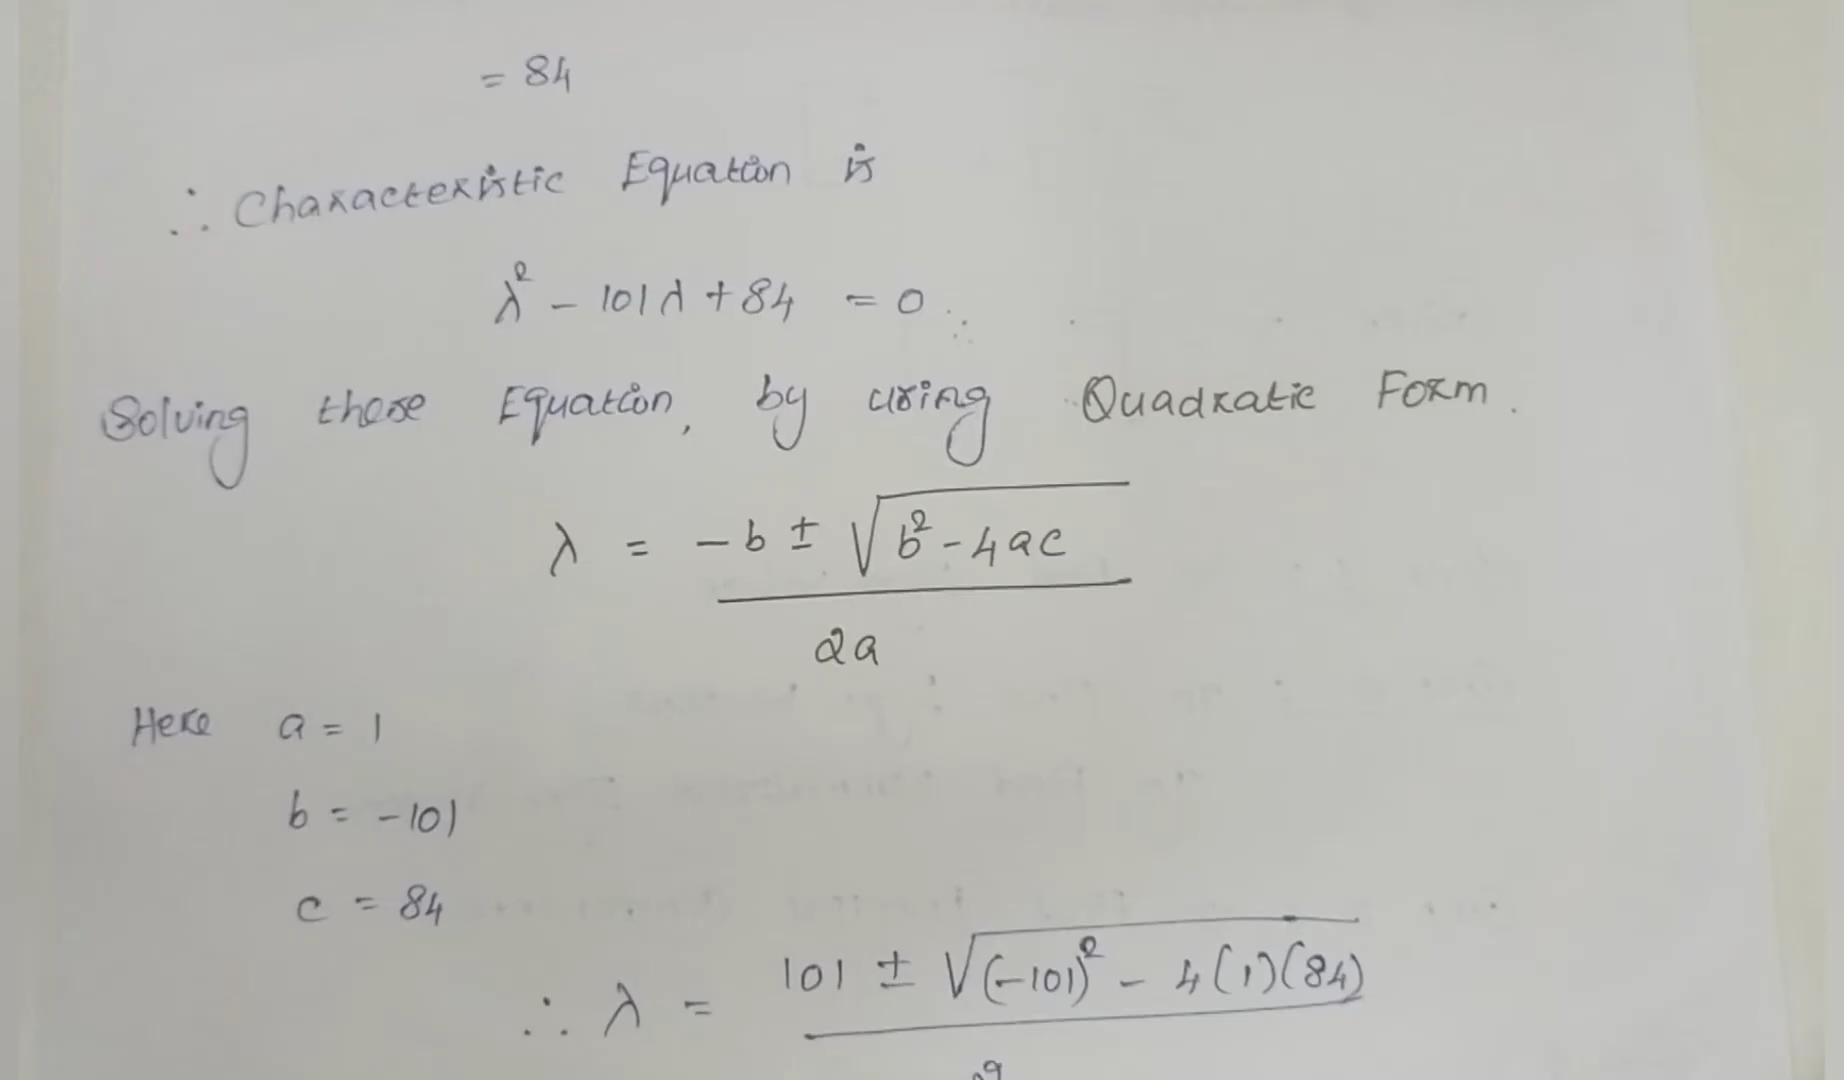 = 84
∴ Characteristic Equation is
λ² - 101λ + 84 = 0
Solving these Equation, by using Quadratic Form.
λ = -b ± √b² - 4ac
2a
Here a = 1
b = -101
c = 84
∴ λ = 101 ± √(-101)² - 4(1)(84)